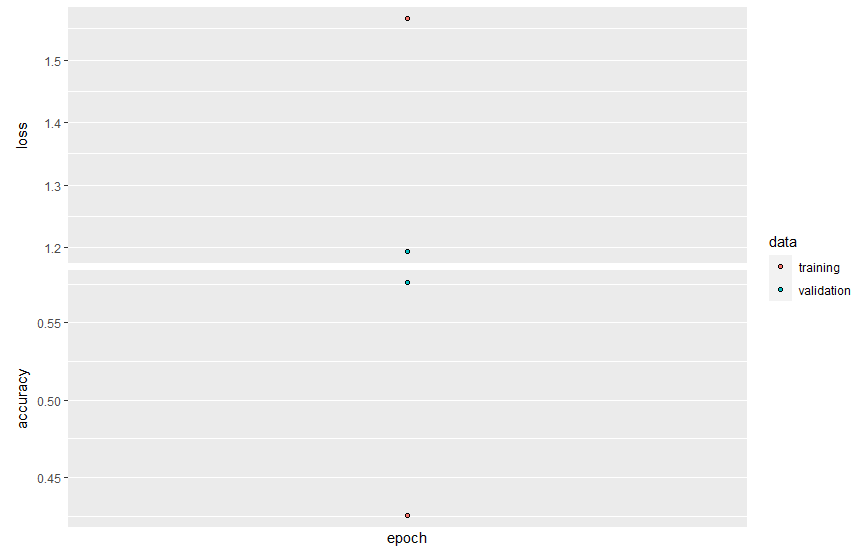 loss
1.5
1.4
1.3
1.2
accuracy
0.55
0.50
0.45
epoch
data
training
validation